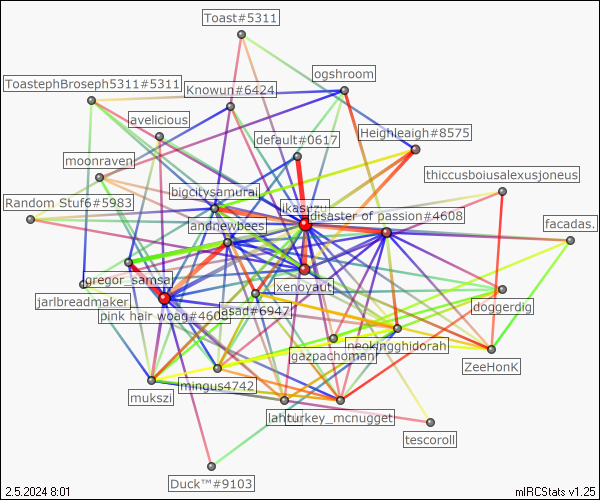 Toast#5311
ogshroom
ToastephBroseph5311#5311
Knowun#6424
avelicious
default#0617
Heighleaigh#8575
moonraven
thiccusboiusalexusjoneus
bigcitysamurai
Random Stuf6#5983
disaster of passion#4608
andnewbees
facadas.
gregor_samsa
xenoyaut
jarlbreadmaker
doggerdig
pink hair woag#4608
asad#6947
neokingghidorah
gazpachoman
ZeeHonK
mukszi
mingus4742
turkey_mcnugget
tescoroll
Duck™#9103
2.5.2024 8:01
mIRCStats v1.25